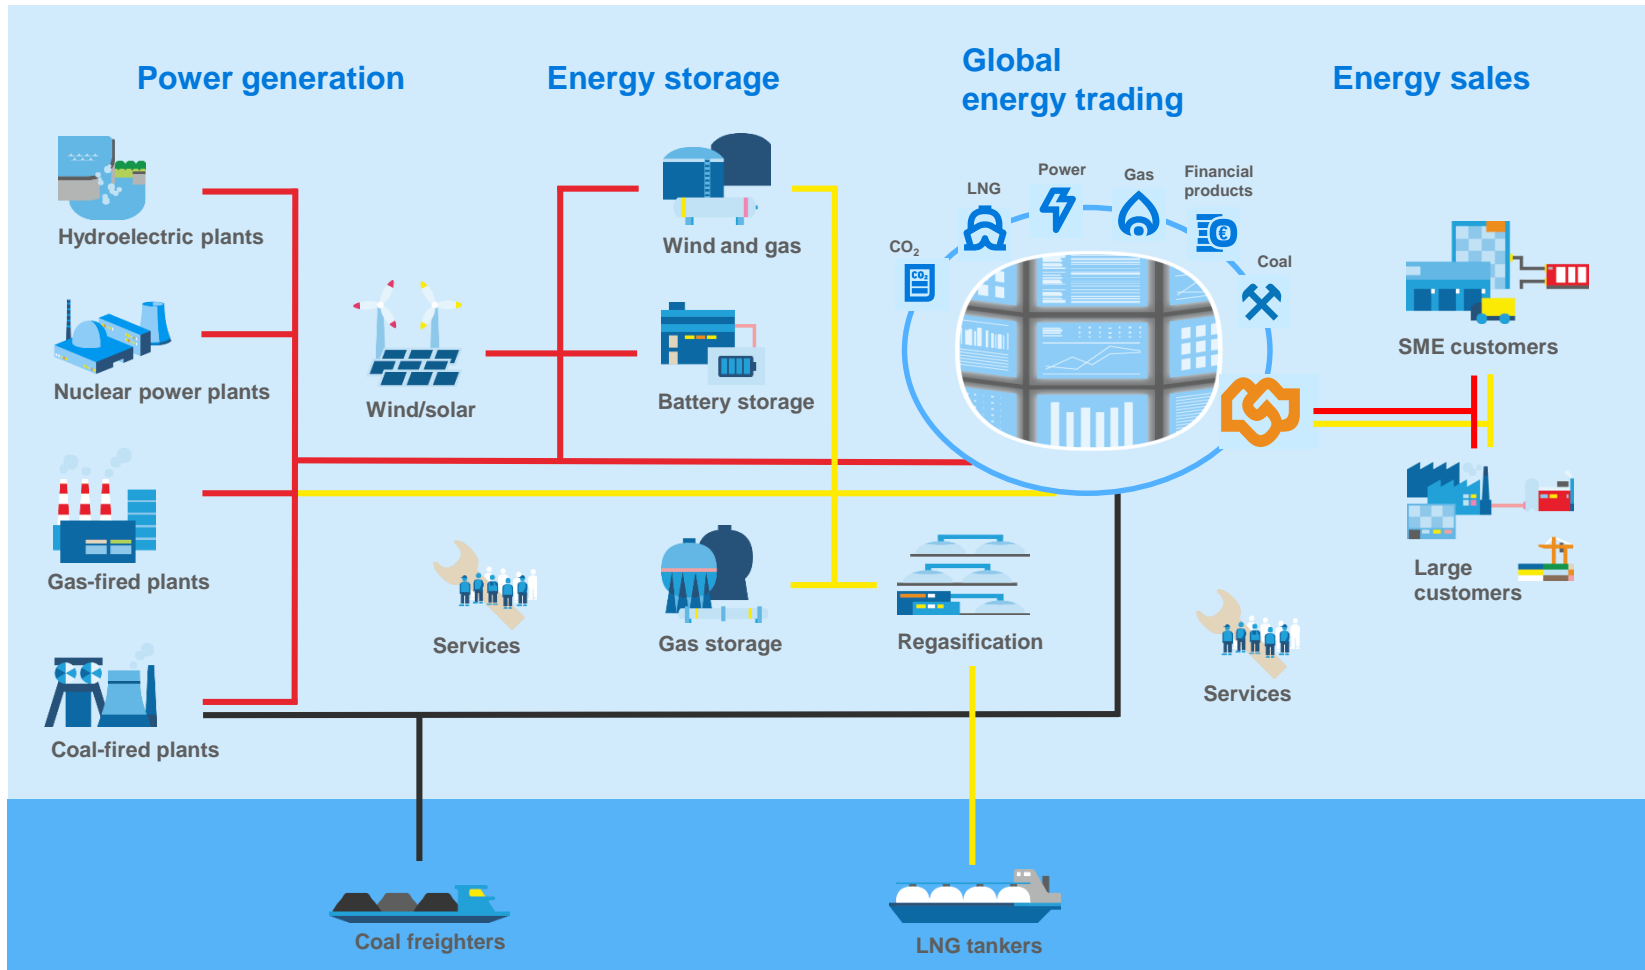 Power generation
Energy storage
Global
energy trading
Energy sales
Hydroelectric plants
Nuclear power plants
Gas-fired plants
Coal-fired plants
Wind/solar
Services
Wind and gas
Battery storage
Gas storage
Regasification
CO₂
CO₂
LNG
Power
Gas
Financial
products
€
Coal
SME customers
Large
customers
Services
Coal freighters
LNG tankers